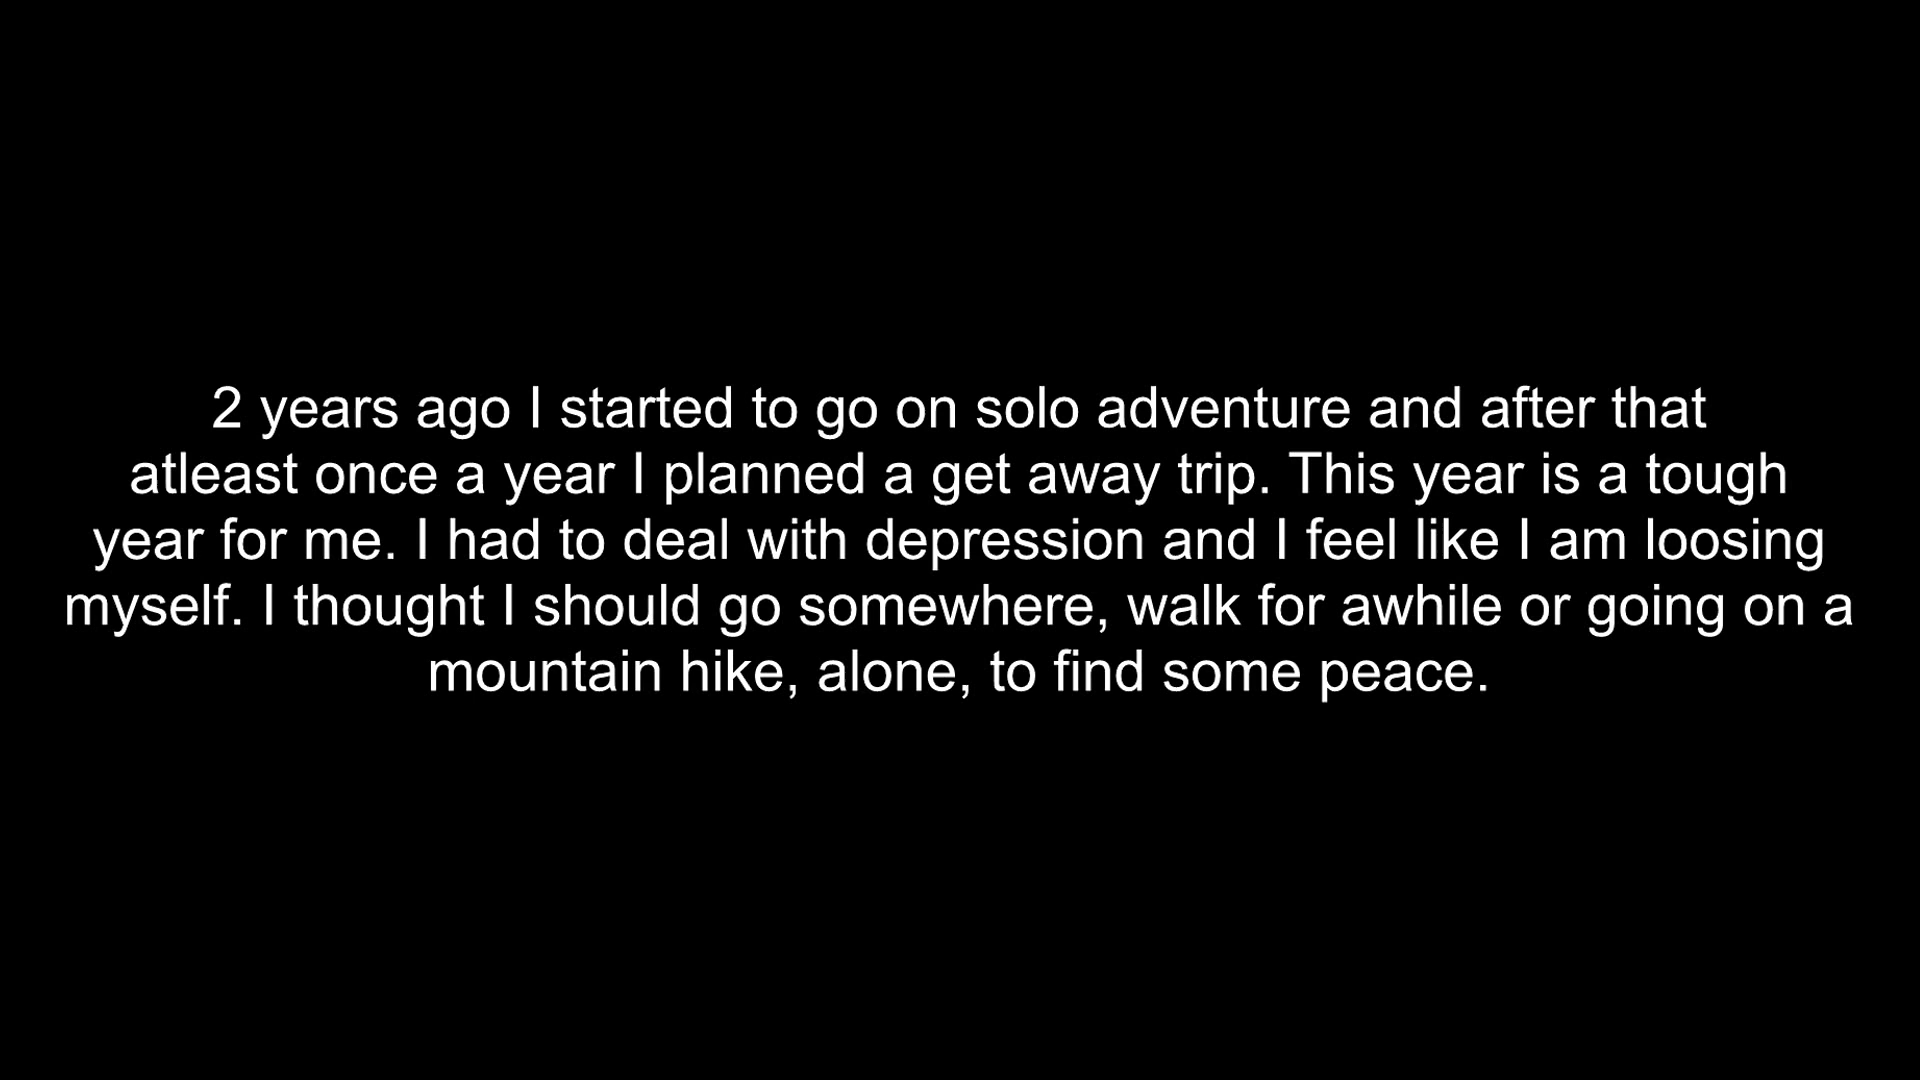 2 years ago I started to go on solo adventure and after that
atleast once a year I planned a get away trip. This year is a tough
year for me. I had to deal with depression and I feel like I am loosing
myself. I thought I should go somewhere, walk for awhile or going on a
mountain hike, alone, to find some peace.